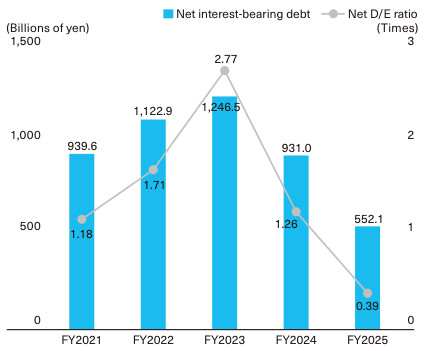 Net interest-bearing debt Net D/E ratio
(Billions of yen) (Times)
1,500 3
2.77
1,122.9 1,246.5
1,000 939.6 931.0 2
1.71
552.1
500 1.18 1.26 1
0.39
0 0
FY2021 FY2022 FY2023 FY2024 FY2025